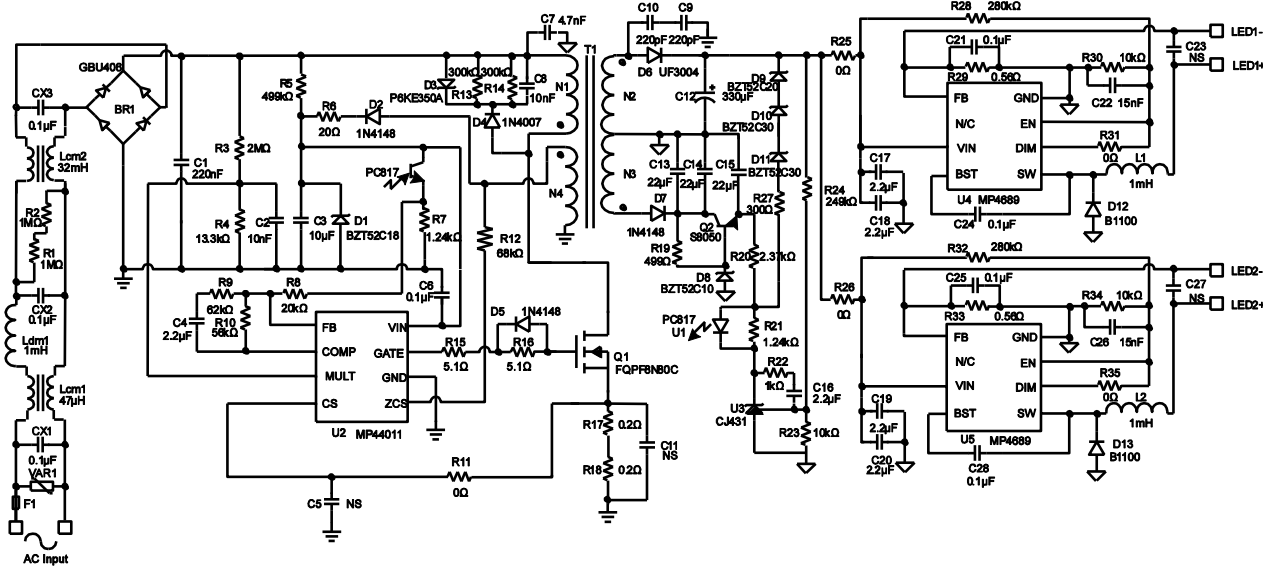 C7 4.7nF
T1
C10
C9
220pF 220pF
D6 UF3004
GBU406
BR1
CX3
0.1µF
Lcm2
32mH
R2
1MΩ
R1
1MΩ
CX2
0.1µF
Ldm1
1mH
Lcm1
47µH
CX1
0.1µF
VAR1
F1
AC Input
C1
220nF
R3
2MΩ
R4
13.3kΩ
C2
10nF
R5
499kΩ
R6
20Ω
D2
1N4148
C3
10µF
D1
BZT52C18
PC817
R7
1.24kΩ
300kΩ 300kΩ
D3
P6KE350A
R13
R14
C8
10nF
D4
1N4007
N1
N4
N2
N3
R12
68kΩ
C6
0.1µF
R9
62kΩ
R8
20kΩ
R10
56kΩ
C4
2.2µF
FB
COMP
MULT
CS
VIN
GATE
GND
ZCS
U2 MP44011
R15
5.1Ω
D5
1N4148
R16
5.1Ω
Q1
FQPF8N80C
R17
0.2Ω
R18
0.2Ω
C11
NS
R11
0Ω
C5 NS
C12
330µF
+
D9
BZT52C20
D10
BZT52C30
D11
BZT52C30
C13
22µF
C14
22µF
C15
22µF
D7
1N4148
R27
300Ω
R24
249kΩ
Q2
S8050
R19
499Ω
D8
BZT52C10
R20
2.37kΩ
PC817
U1
R21
1.24kΩ
R22
1kΩ
C16
2.2µF
U3
CJ431
R23
10kΩ
R25
0Ω
R26
0Ω
R28 280kΩ
C21 0.1µF
R29 0.56Ω
R30 10kΩ
C22 15nF
C23
NS
LED1-
LED1+
FB
N/C
VIN
BST
GND
EN
DIM
SW
U4 MP4689
R31
0Ω
L1
1mH
D12
B1100
C17
2.2µF
C18
2.2µF
C24 0.1µF
R32 280kΩ
C25 0.1µF
R33 0.56Ω
R34 10kΩ
C26 15nF
C27
NS
LED2-
LED2+
FB
N/C
VIN
BST
GND
EN
DIM
SW
U5 MP4689
R35
0Ω
L2
1mH
D13
B1100
C19
2.2µF
C20
2.2µF
C28
0.1µF